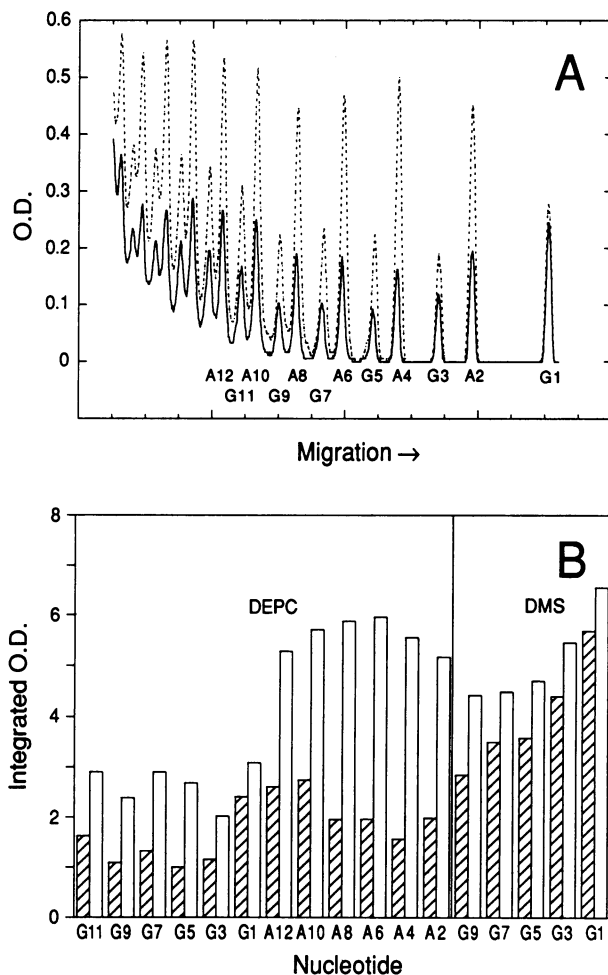 A
0.6
0.5
0.4
0.3
0.2
0.1
0
O.D.
A12 A10 A8 A6 G5 A4 G3 A2 G1
G11 G9 G7
Migration →
B
8
6
4
2
0
Integrated O.D.
DEPC DMS
G11 G9 G7 G5 G3 G1 A12 A10 A8 A6 A4 A2 G9 G7 G5 G3 G1
Nucleotide